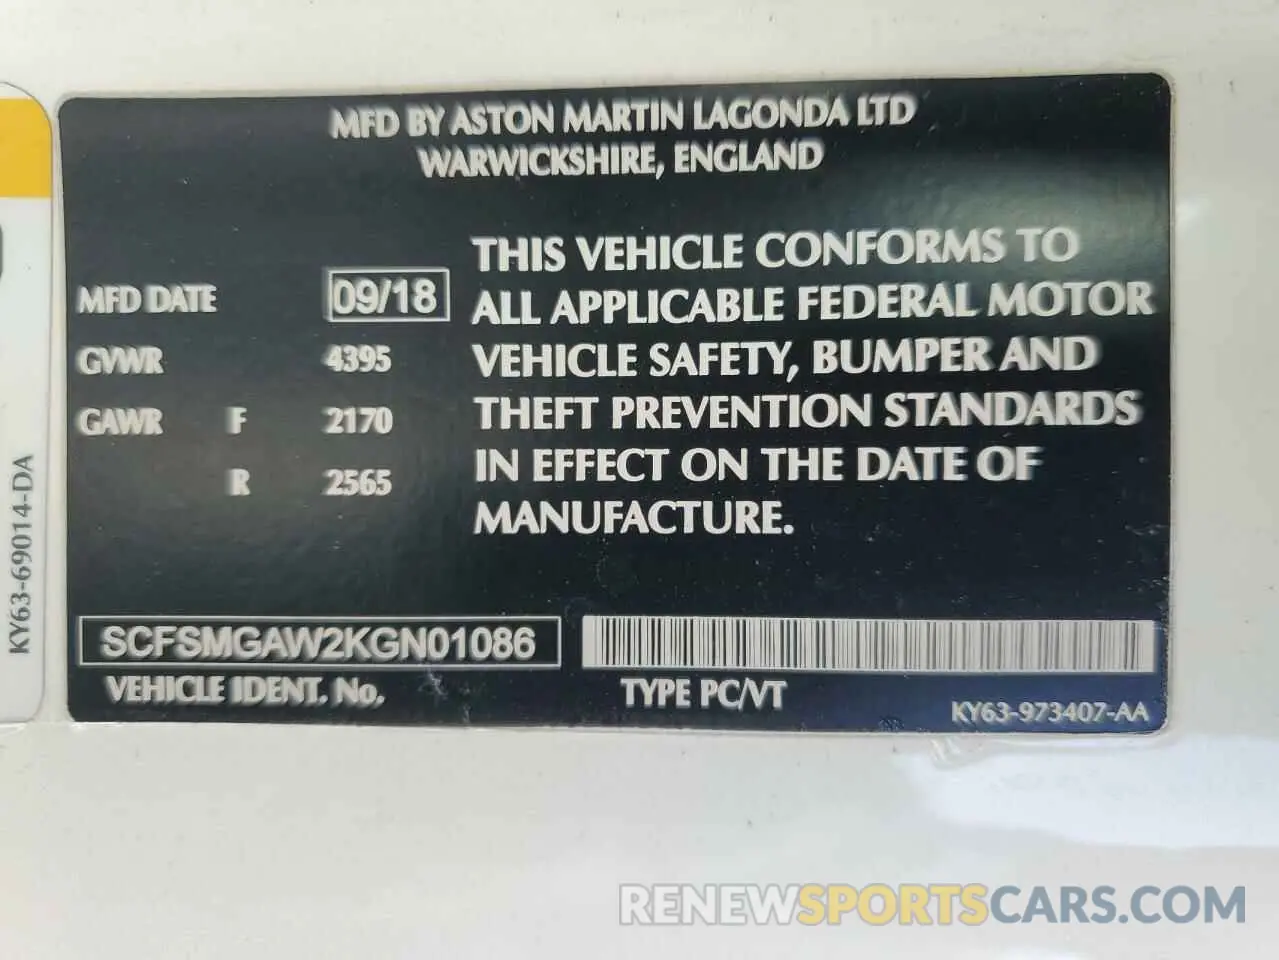 MFD BY ASTON MARTIN LAGONDA LTD
WARWICKSHIRE, ENGLAND
MFD DATE 09/18
GVWR 4395
GAWR F 2170
R 2565
THIS VEHICLE CONFORMS TO
ALL APPLICABLE FEDERAL MOTOR
VEHICLE SAFETY, BUMPER AND
THEFT PREVENTION STANDARDS
IN EFFECT ON THE DATE OF
MANUFACTURE.
SCFSMGAW2KGN01086
VEHICLE IDENT. No.
TYPE PC/VT
KY63-973407-AA
KY63-69014-DA
RENEWSPORTSCARS.COM